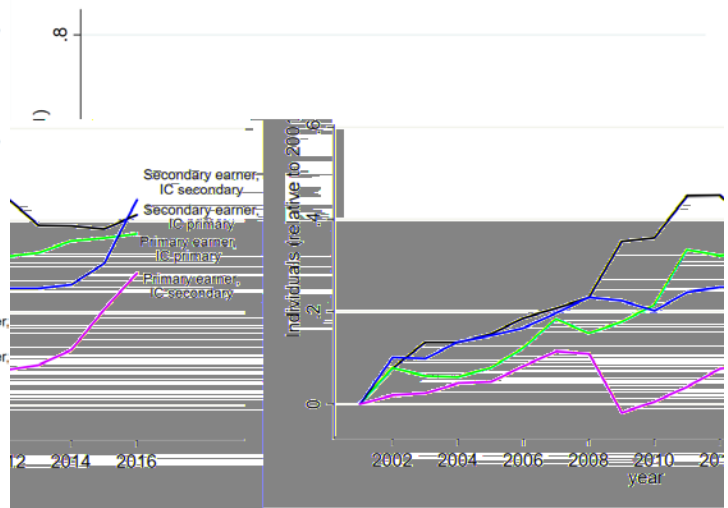 .8
Secondary earner,
IC secondary
Secondary earner,
IC primary
Primary earner,
IC primary
Primary earner,
IC secondary
2014 2016
Individuals (relative to 2001
.6
.4
.2
0
2002 2004 2006 2008 2010
year